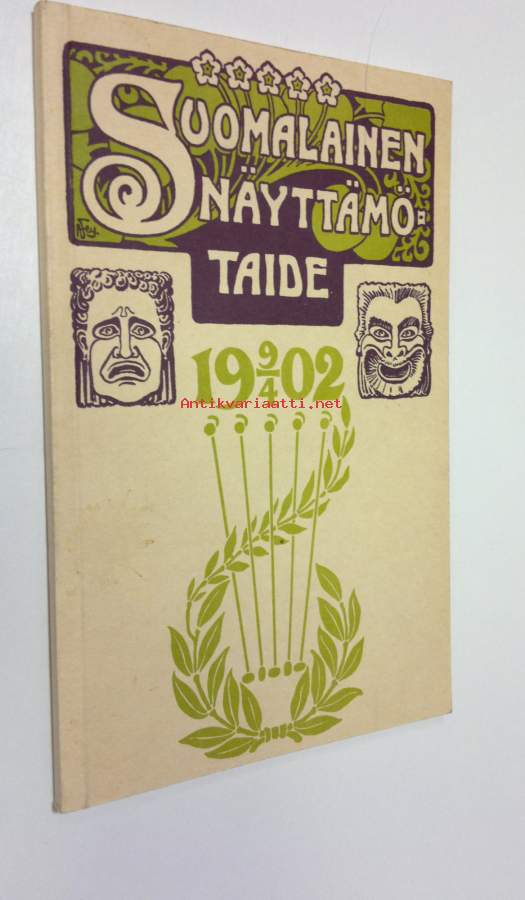 SUOMALAINEN
NÄYTTÄMÖ=
TAIDE
19 9/4 02
Antikvariaatti.net